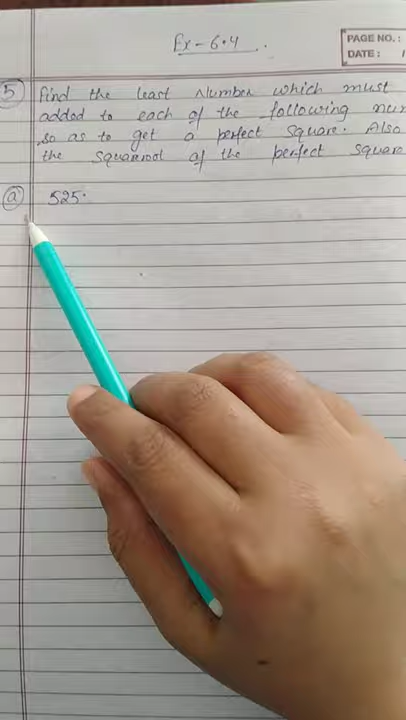 Ex - 6.4
PAGE NO.:
DATE: /
5 Find the least Number which must
added to each of the following
so as to get a perfect square. Also
the squareroot of the perfect square
a 525.